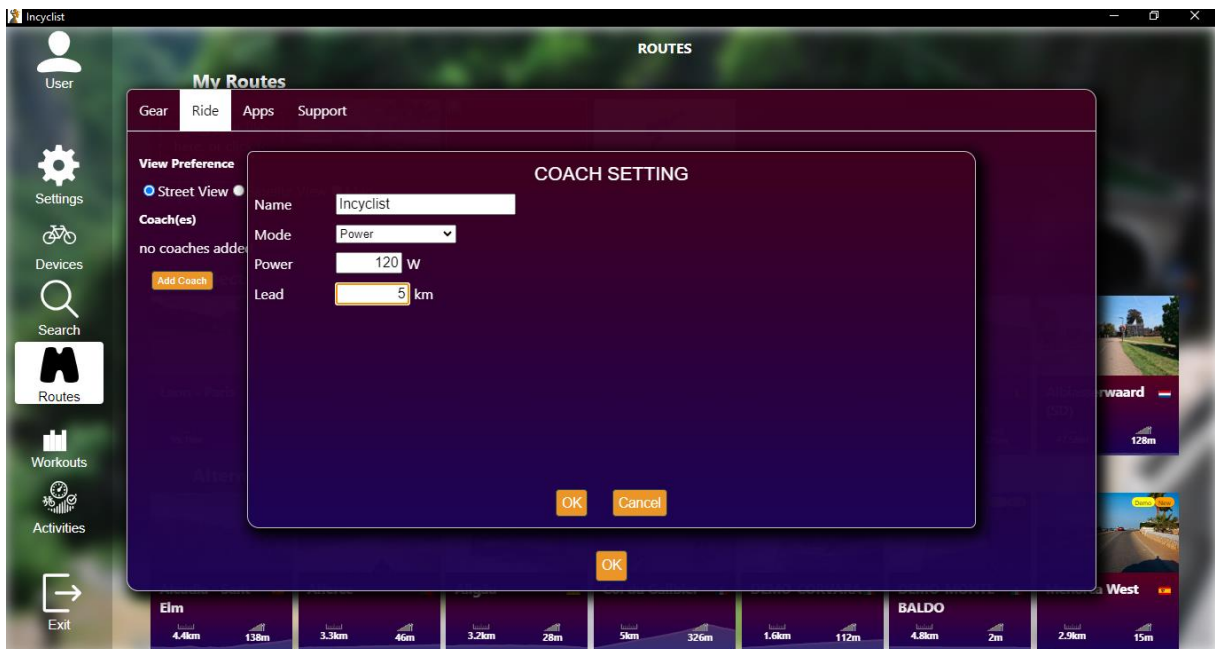 Incyclist
ROUTES
User
My Routes
Gear Ride Apps Support
View Preference
Street View
Coach(es)
no coaches added
Add Coach
COACH SETTING
Name Incyclist
Mode Power
Power 120 W
Lead 5 km
OK Cancel
OK
Settings
Devices
Search
Routes
Workouts
Activities
Exit
rwaard
128m
Demo New
West
Elm
4.4km 138m
3.3km 46m
3.2km 28m
5km 326m
1.6km 112m
BALDO
4.8km 2m
2.9km 15m